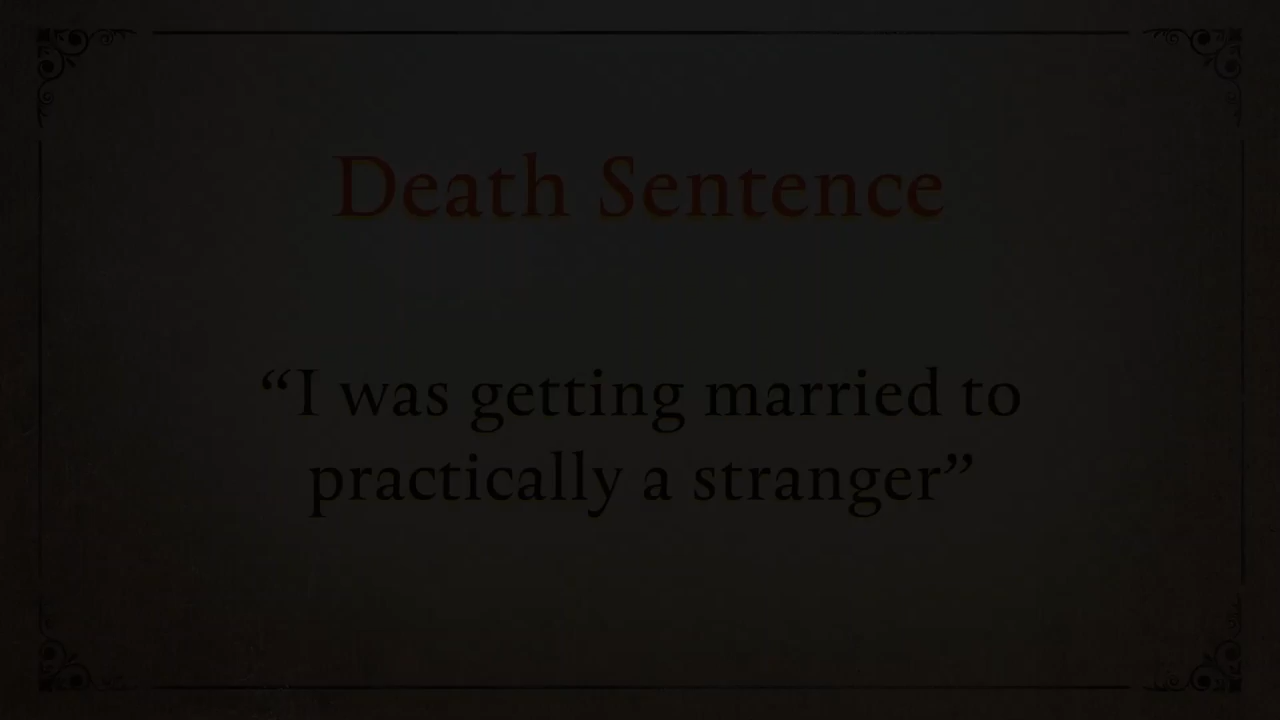 Death Sentence
“I was getting married to
practically a stranger”